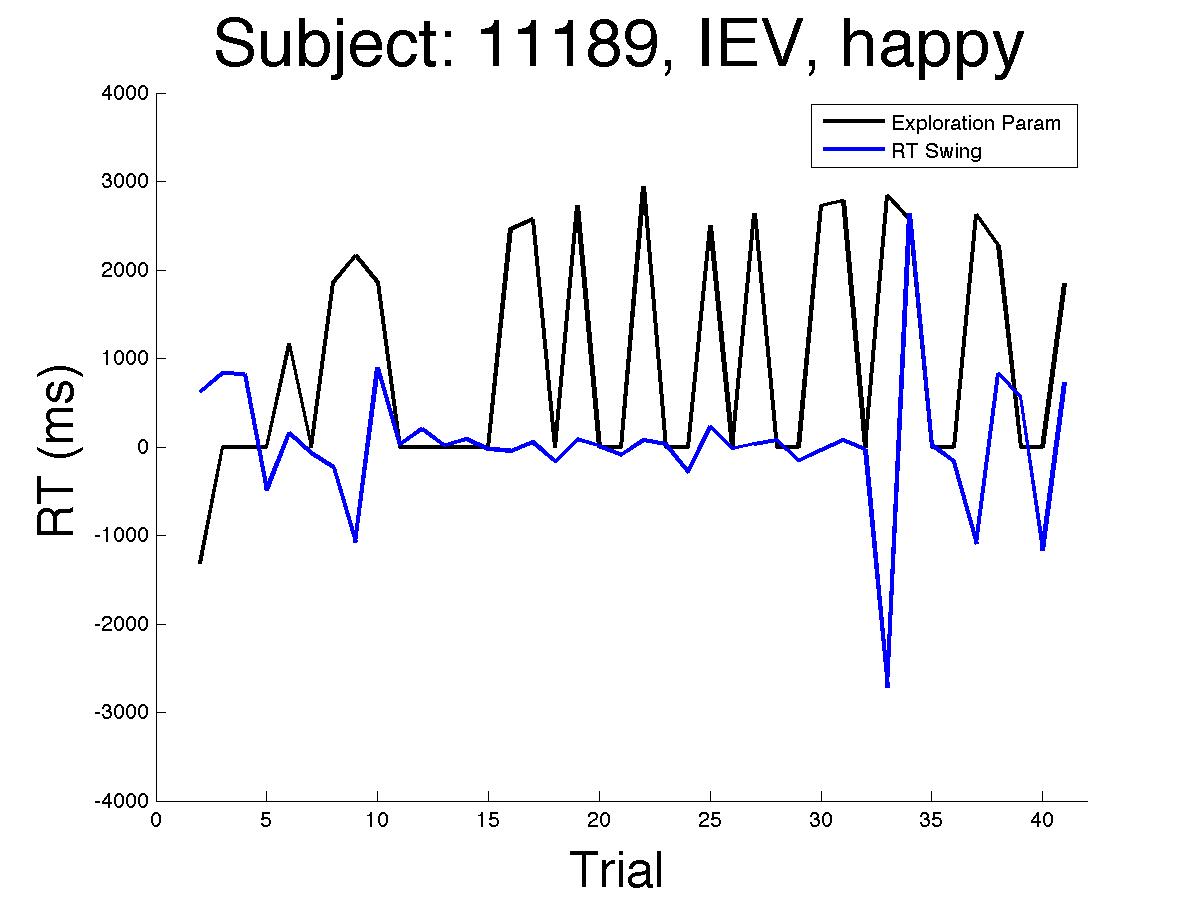 Subject: 11189, IEV, happy
Exploration Param
RT Swing
4000
3000
2000
1000
0
-1000
-2000
-3000
-4000
RT (ms)
0 5 10 15 20 25 30 35 40
Trial